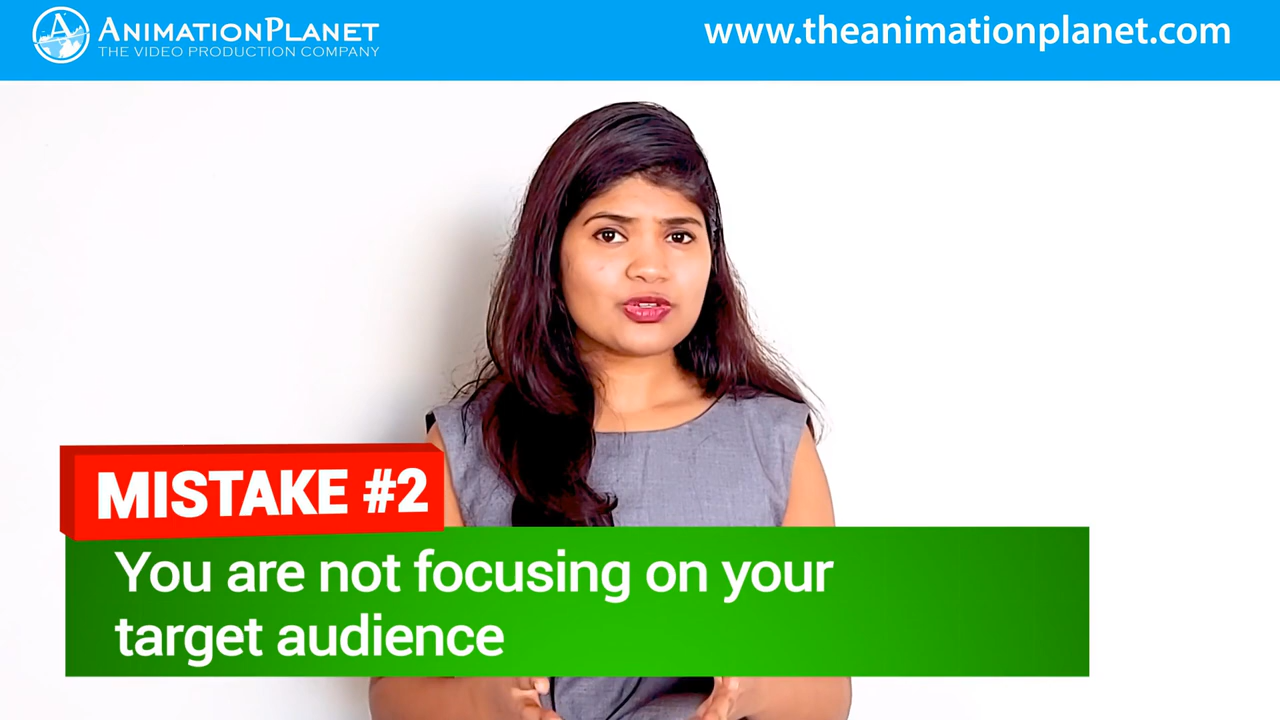 ANIMATIONPLANET
THE VIDEO PRODUCTION COMPANY
www.theanimationplanet.com
MISTAKE #2
You are not focusing on your
target audience